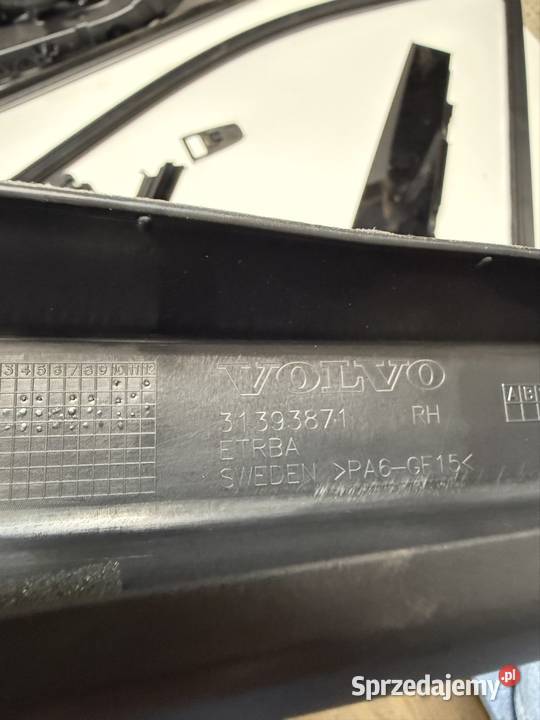 3 4 5 6 7 8 9 10 11 12
VOLVO
31393871 RH
A B
ETRBA
SWEDEN >PA6-GF15<
Sprzedajemy.pl